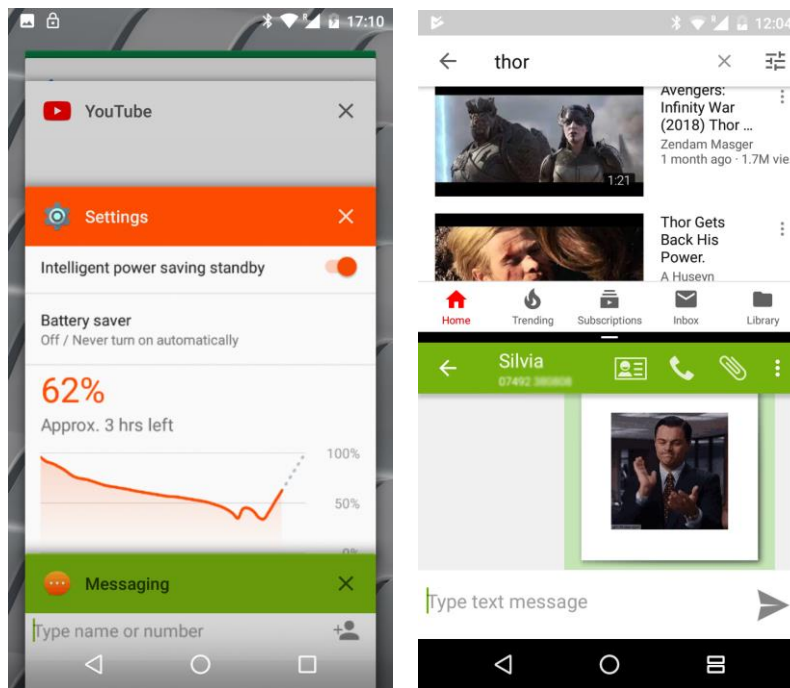 17:10
YouTube
Settings
Intelligent power saving standby
Battery saver
Off / Never turn on automatically
62%
Approx. 3 hrs left
100%
50%
0%
Messaging
Type name or number
12:04
thor
Avengers:
Infinity War
(2018) Thor ...
Zendam Masger
1 month ago · 1.7M vie
1:21
Thor Gets
Back His
Power.
A Huseyn
Home
Trending
Subscriptions
Inbox
Library
Silvia
07492
Type text message